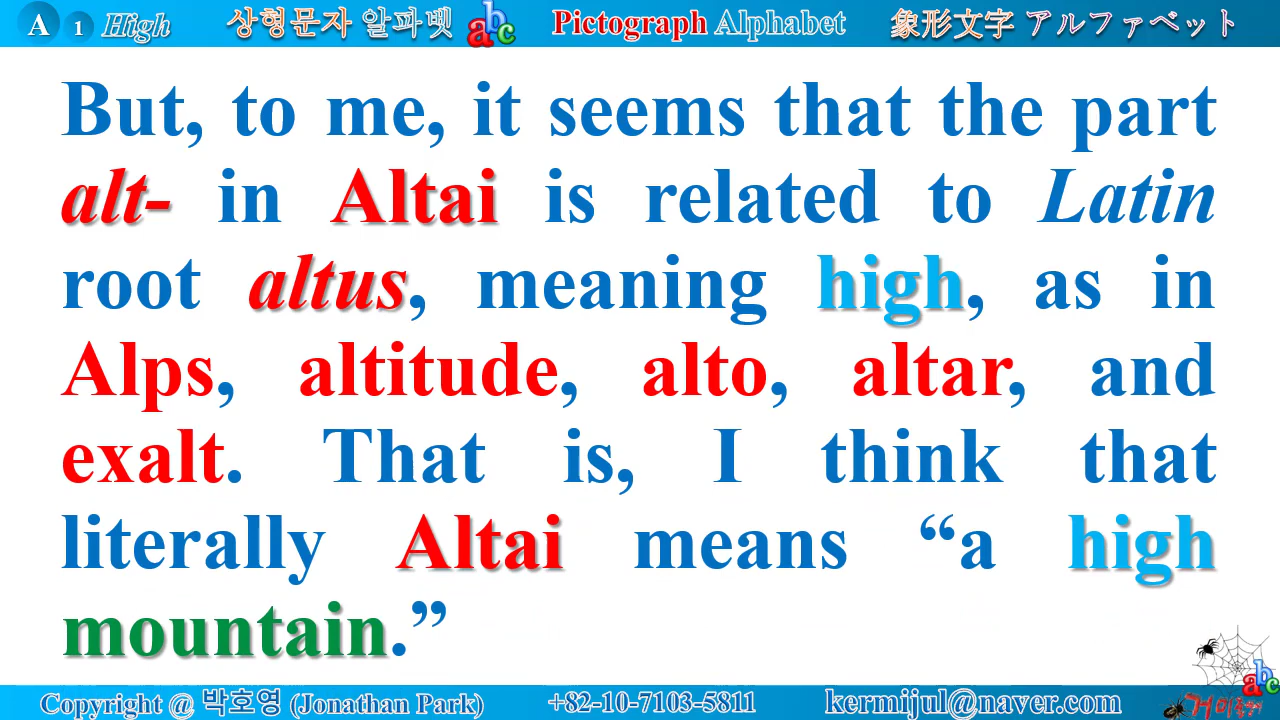 A 1 High 상형문자 알파벳 abc Pictograph Alphabet 象形文字 アルファベット
But, to me, it seems that the part
alt- in Altai is related to Latin
root altus, meaning high, as in
Alps, altitude, alto, altar, and
exalt. That is, I think that
literally Altai means “a high
mountain.”
abc
Copyright @ 박호영 (Jonathan Park) +82-10-7103-5811 kermijul@naver.com